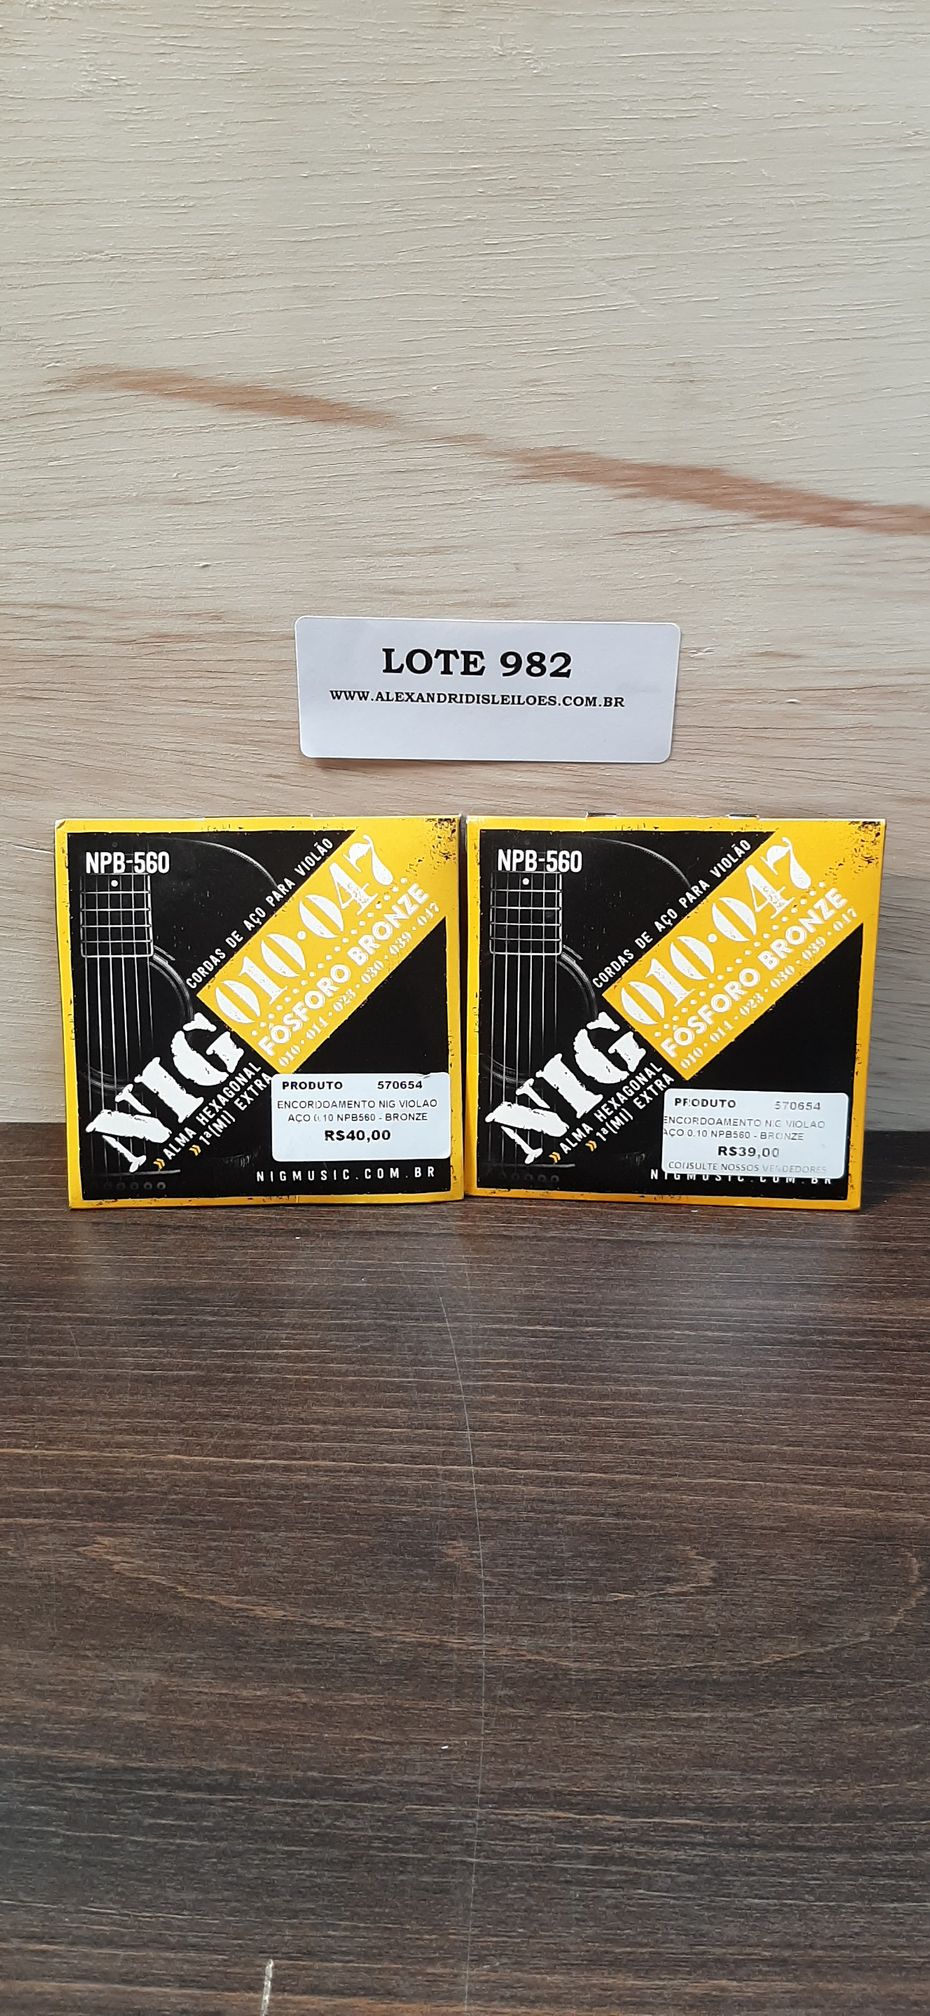 LOTE 982
WWW.ALEXANDRIDISLEILOES.COM.BR
NPB-560
CORDAS DE AÇO PARA VIOLÃO
010·047
FÓSFORO BRONZE
010·014·023·030·039·047
NIG
» ALMA HEXAGONAL
» 1ª(MI) EXTRA
PRODUTO 570654
ENCORDOAMENTO NIG VIOLAO
AÇO 0.10 NPB560 - BRONZE
R$40,00
NIGMUSIC.COM.BR
NPB-560
CORDAS DE AÇO PARA VIOLÃO
010·047
FÓSFORO BRONZE
010·014·023·030·039·047
NIG
» ALMA HEXAGONAL
» 1ª(MI) EXTRA
PRODUTO 570654
ENCORDOAMENTO NIG VIOLAO
AÇO 0.10 NPB560 - BRONZE
R$39,00
CONSULTE NOSSOS VENDEDORES
NIGMUSIC.COM.BR